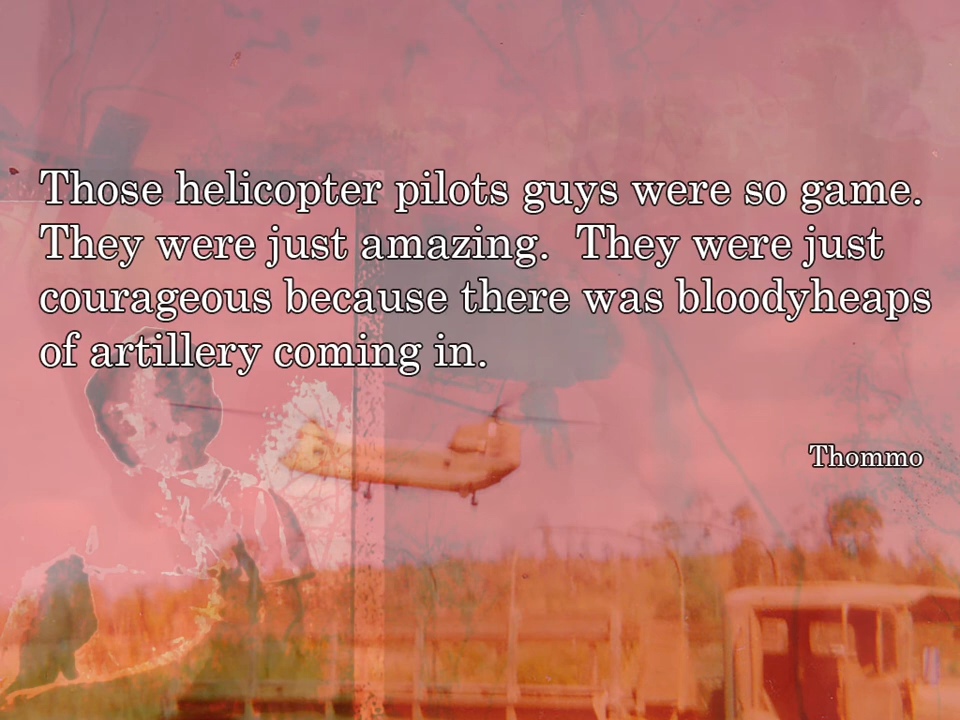 Those helicopter pilots guys were so game.
They were just amazing.  They were just
courageous because there was bloodyheaps
of artillery coming in.
Thommo